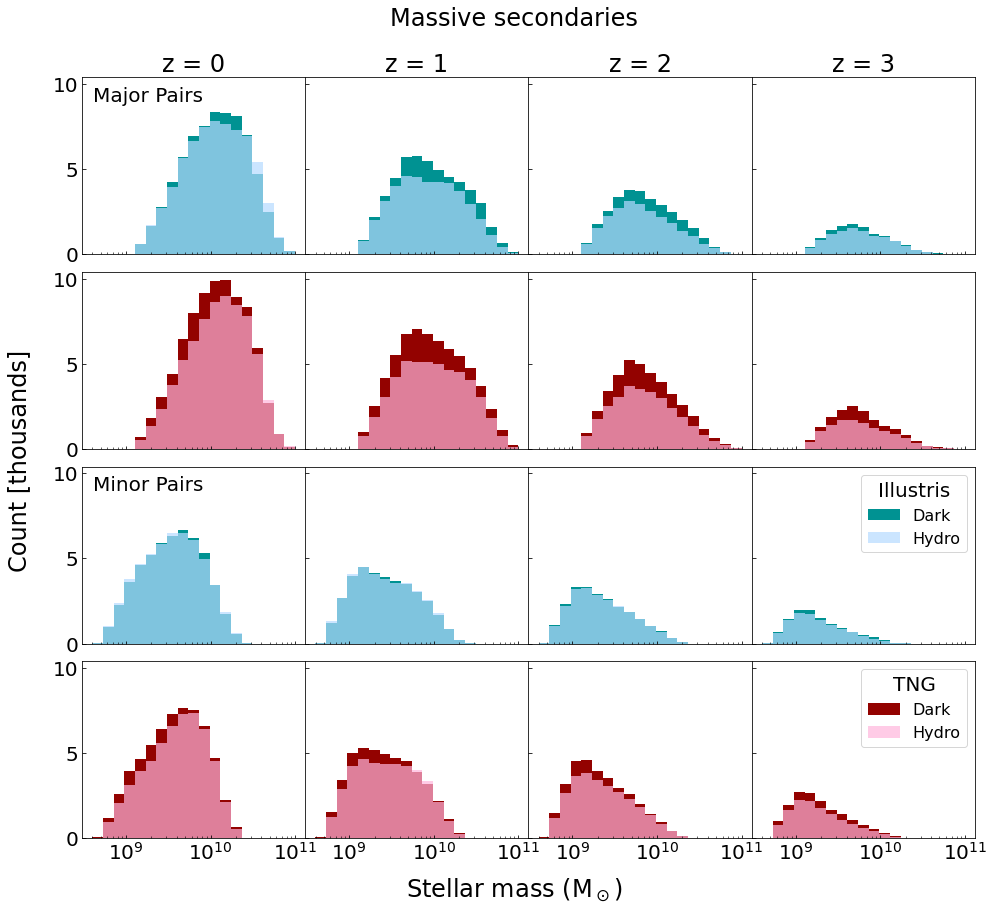 Massive secondaries
z = 0 z = 1 z = 2 z = 3
10
Major Pairs
5
0
10
5
0
Count [thousands]
10
Minor Pairs
Illustris
Dark
5
Hydro
0
10
TNG
Dark
Hydro
5
0
10⁹ 10¹⁰ 10¹¹ 10⁹ 10¹⁰ 10⁹ 10¹⁰ 10⁹ 10¹⁰ 10¹¹
Stellar mass (M⊙)